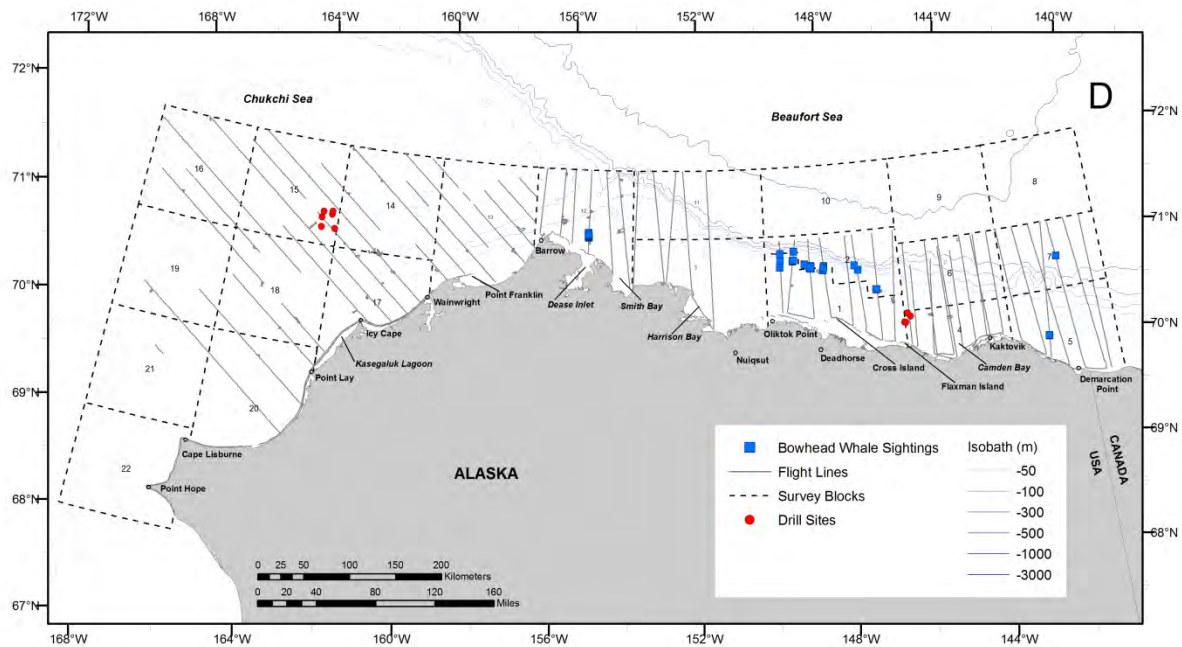 172°W 168°W 164°W 160°W 156°W 152°W 148°W 144°W 140°W
72°N
71°N
70°N
69°N
68°N
67°N
72°N
71°N
70°N
69°N
68°N
Chukchi Sea
Beaufort Sea
D
16
15
14
13
12
11
10
9
8
19
18
17
2
7
6
3
1
4
5
21
20
22
Barrow
Point Franklin
Wainwright
Dease Inlet
Smith Bay
Icy Cape
Harrison Bay
Oliktok Point
Kasegaluk Lagoon
Nuiqsut
Deadhorse
Cross Island
Kaktovik
Camden Bay
Flaxman Island
Demarcation
Point
Point Lay
Cape Lisburne
Point Hope
ALASKA
CANADA
USA
Bowhead Whale Sightings
Flight Lines
Survey Blocks
Drill Sites
Isobath (m)
-50
-100
-300
-500
-1000
-3000
0 25 50 100 150 200
Kilometers
0 20 40 80 120 160
Miles
168°W 164°W 160°W 156°W 152°W 148°W 144°W